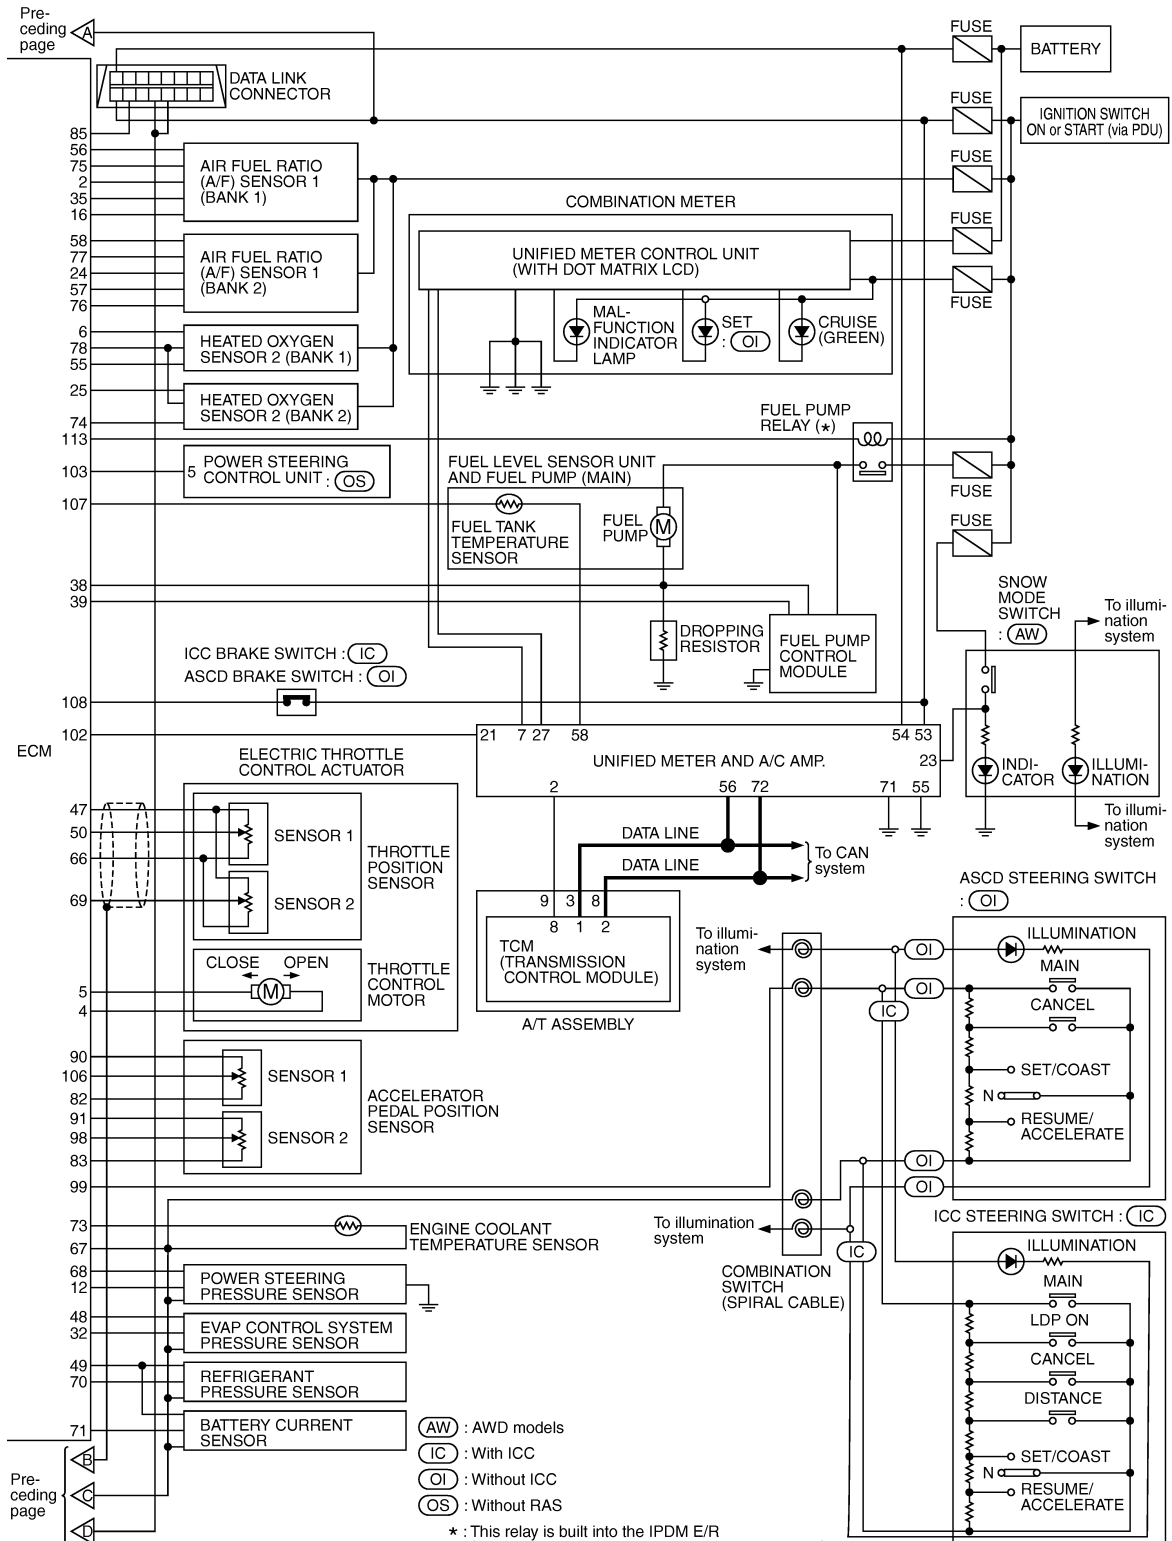 Pre-
ceding
page
A
FUSE
BATTERY
DATA LINK
CONNECTOR
FUSE
IGNITION SWITCH
ON or START (via PDU)
85
56
75
2
35
16
AIR FUEL RATIO
(A/F) SENSOR 1
(BANK 1)
FUSE
COMBINATION METER
FUSE
58
77
24
57
76
AIR FUEL RATIO
(A/F) SENSOR 1
(BANK 2)
UNIFIED METER CONTROL UNIT
(WITH DOT MATRIX LCD)
FUSE
MAL-
FUNCTION
INDICATOR
LAMP
SET
: OI
CRUISE
(GREEN)
6
78
55
HEATED OXYGEN
SENSOR 2 (BANK 1)
25
74
HEATED OXYGEN
SENSOR 2 (BANK 2)
113
FUEL PUMP
RELAY (*)
103
5 POWER STEERING
CONTROL UNIT : OS
FUEL LEVEL SENSOR UNIT
AND FUEL PUMP (MAIN)
FUSE
107
FUEL TANK
TEMPERATURE
SENSOR
FUEL
PUMP
M
FUSE
38
39
SNOW
MODE
SWITCH
: AW
To illumi-
nation
system
DROPPING
RESISTOR
FUEL PUMP
CONTROL
MODULE
ICC BRAKE SWITCH : IC
ASCD BRAKE SWITCH : OI
108
102
ECM
21 7 27 58 54 53
UNIFIED METER AND A/C AMP.
23
2 56 72 71 55
INDI-
CATOR
ILLUMI-
NATION
To illumi-
nation
system
ELECTRIC THROTTLE
CONTROL ACTUATOR
47
50
66
69
SENSOR 1
SENSOR 2
THROTTLE
POSITION
SENSOR
DATA LINE
DATA LINE
To CAN
system
9 3 8
8 1 2
TCM
(TRANSMISSION
CONTROL MODULE)
A/T ASSEMBLY
CLOSE OPEN
M
THROTTLE
CONTROL
MOTOR
5
4
ASCD STEERING SWITCH
: OI
To illumi-
nation
system
OI
ILLUMINATION
OI
MAIN
IC
CANCEL
SET/COAST
N
RESUME/
ACCELERATE
OI
OI
90
106
82
SENSOR 1
91
98
83
SENSOR 2
ACCELERATOR
PEDAL POSITION
SENSOR
99
73
67
ENGINE COOLANT
TEMPERATURE SENSOR
To illumination
system
IC
COMBINATION
SWITCH
(SPIRAL CABLE)
ICC STEERING SWITCH : IC
ILLUMINATION
MAIN
LDP ON
CANCEL
DISTANCE
SET/COAST
N
RESUME/
ACCELERATE
68
12
POWER STEERING
PRESSURE SENSOR
48
32
EVAP CONTROL SYSTEM
PRESSURE SENSOR
49
70
REFRIGERANT
PRESSURE SENSOR
71
BATTERY CURRENT
SENSOR
Pre-
ceding
page
B
C
D
AW : AWD models
IC : With ICC
OI : Without ICC
OS : Without RAS
* : This relay is built into the IPDM E/R